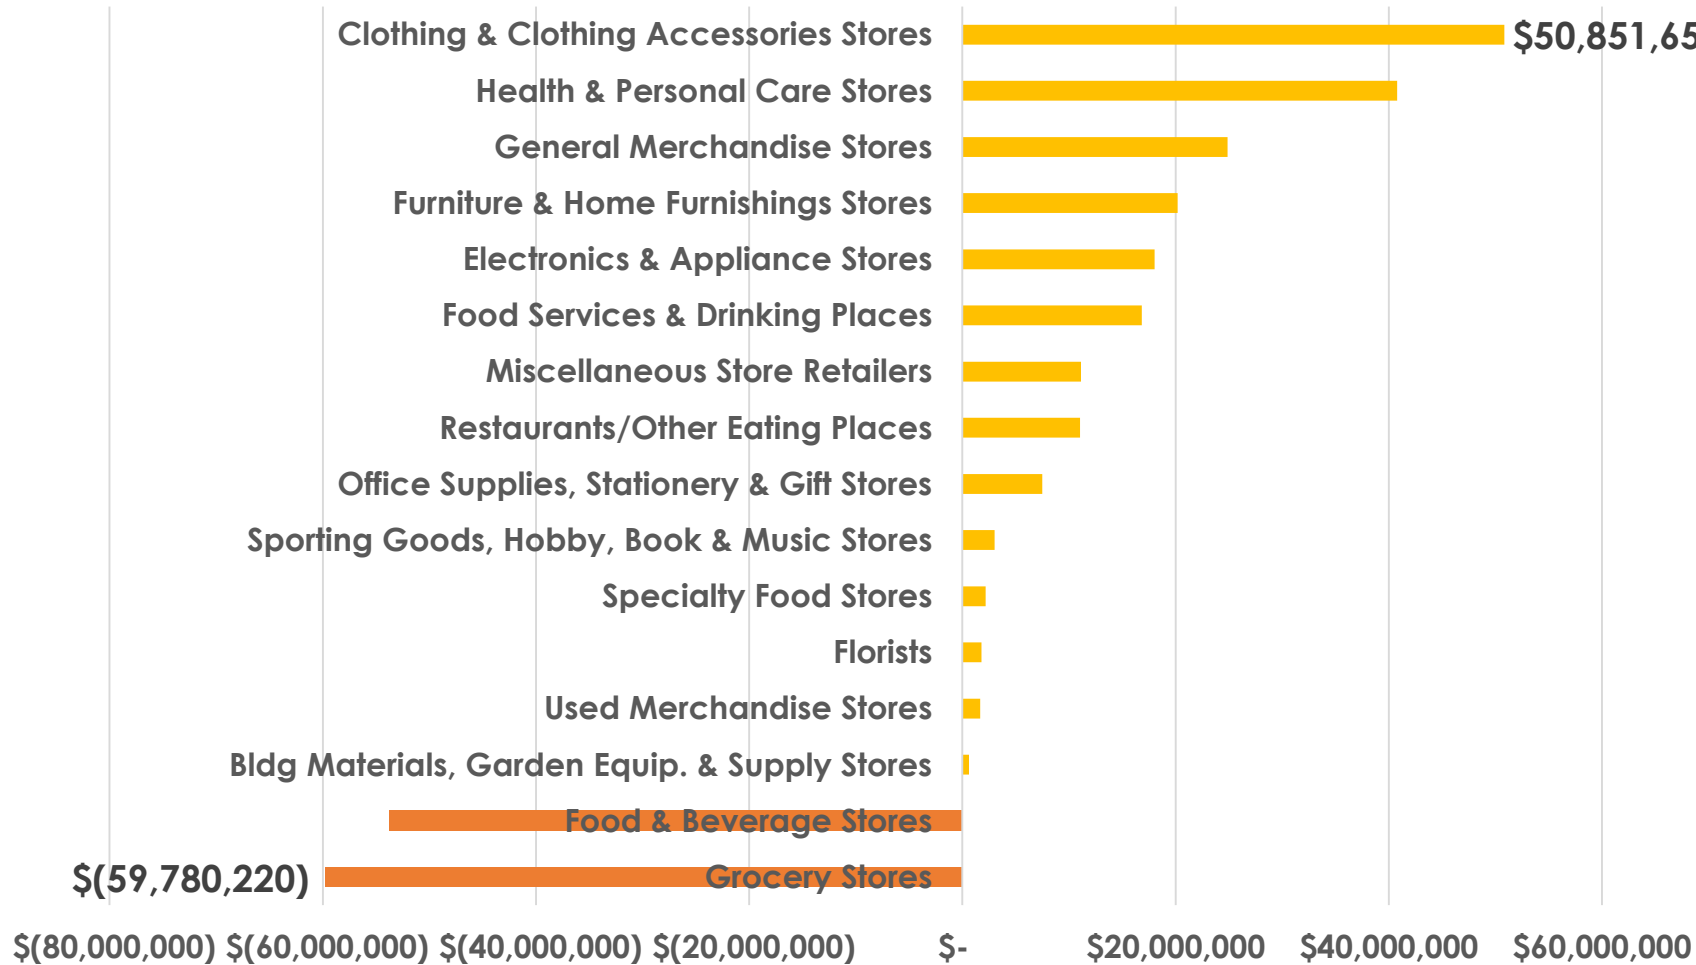 Clothing & Clothing Accessories Stores $50,851,65
Health & Personal Care Stores
General Merchandise Stores
Furniture & Home Furnishings Stores
Electronics & Appliance Stores
Food Services & Drinking Places
Miscellaneous Store Retailers
Restaurants/Other Eating Places
Office Supplies, Stationery & Gift Stores
Sporting Goods, Hobby, Book & Music Stores
Specialty Food Stores
Florists
Used Merchandise Stores
Bldg Materials, Garden Equip. & Supply Stores
Food & Beverage Stores
$(59,780,220) Grocery Stores
$(80,000,000) $(60,000,000) $(40,000,000) $(20,000,000) $- $20,000,000 $40,000,000 $60,000,000